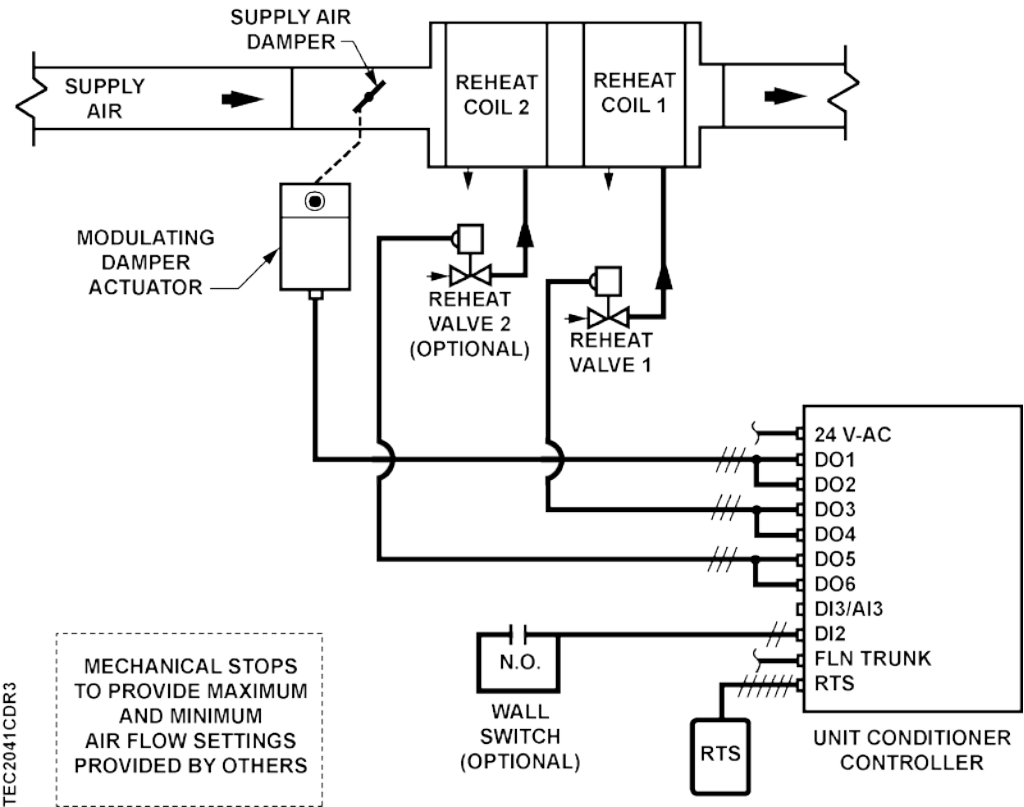 SUPPLY AIR
DAMPER
SUPPLY
AIR
REHEAT
COIL 2
REHEAT
COIL 1
MODULATING
DAMPER
ACTUATOR
REHEAT
VALVE 2
(OPTIONAL)
REHEAT
VALVE 1
24 V-AC
DO1
DO2
DO3
DO4
DO5
DO6
DI3/AI3
DI2
FLN TRUNK
RTS
N.O.
WALL
SWITCH
(OPTIONAL)
RTS
UNIT CONDITIONER
CONTROLLER
MECHANICAL STOPS
TO PROVIDE MAXIMUM
AND MINIMUM
AIR FLOW SETTINGS
PROVIDED BY OTHERS
TEC2041CDR3